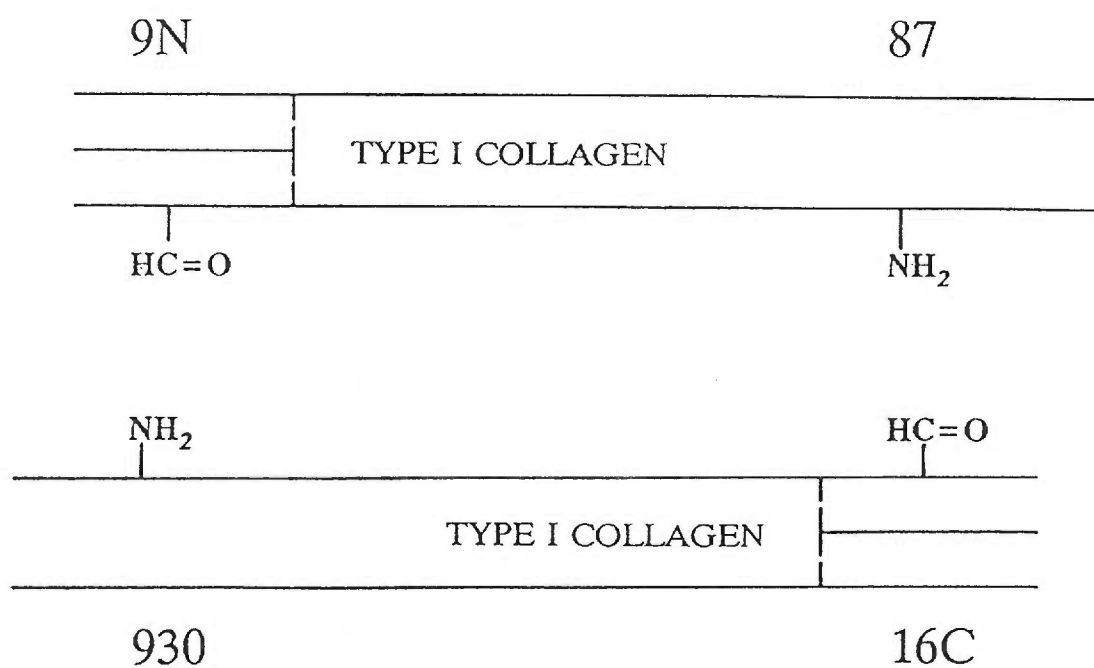 9N 87
TYPE I COLLAGEN
HC=O NH₂
NH₂ HC=O
TYPE I COLLAGEN
930 16C